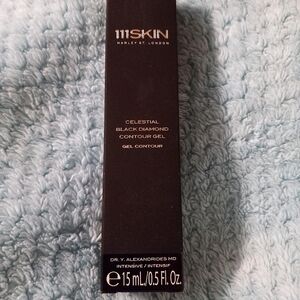 111SKIN
HARLEY ST LONDON
CELESTIAL
BLACK DIAMOND
CONTOUR GEL
GEL CONTOUR
DR. Y. ALEXANDRIDES MD
INTENSIVE / INTENSIF
℮15 mL/0.5 Fl. Oz.